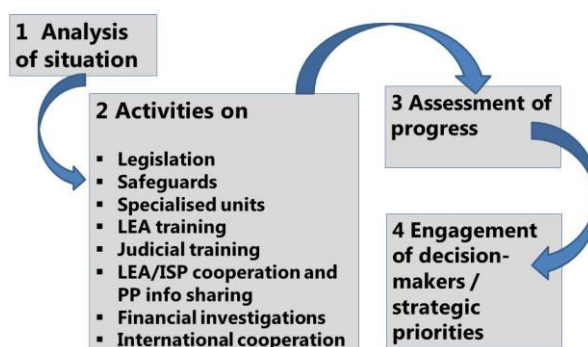 1 Analysis
of situation
2 Activities on
▪ Legislation
▪ Safeguards
▪ Specialised units
▪ LEA training
▪ Judicial training
▪ LEA/ISP cooperation and
PP info sharing
▪ Financial investigations
▪ International cooperation
3 Assessment of
progress
4 Engagement
of decision-
makers /
strategic
priorities